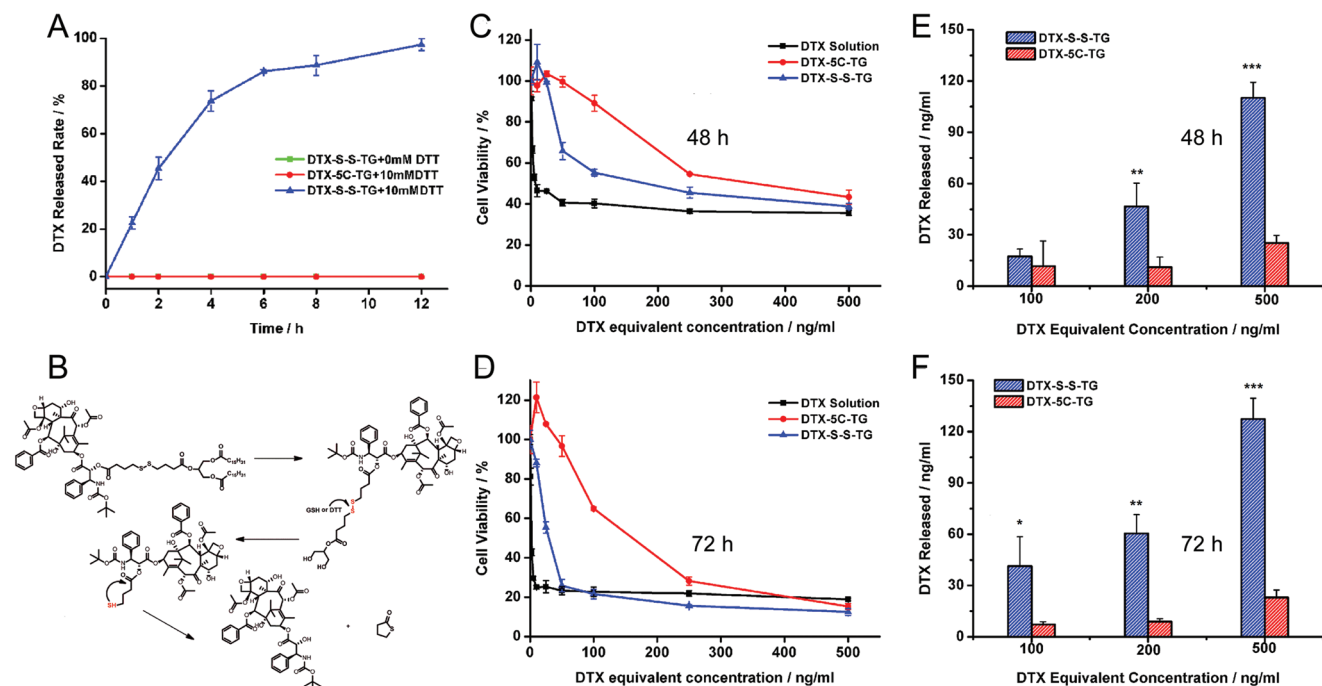 A
DTX Released Rate / %
100
80
60
40
20
0
DTX-S-S-TG+0mM DTT
DTX-5C-TG+10mMDTT
DTX-S-S-TG+10mMDTT
0 2 4 6 8 10 12
Time / h
B
GSH or DTT
SH
+
C
Cell Viability / %
120
100
80
60
40
20
0
DTX Solution
DTX-5C-TG
DTX-S-S-TG
48 h
0 100 200 300 400 500
DTX equivalent concentration / ng/ml
D
Cell Viability / %
120
100
80
60
40
20
0
DTX Solution
DTX-5C-TG
DTX-S-S-TG
72 h
0 100 200 300 400 500
DTX equivalent concentration / ng/ml
E
DTX Released / ng/ml
150
120
90
60
30
0
DTX-S-S-TG
DTX-5C-TG
***
48 h
**
100 200 500
DTX Equivalent Concentration / ng/ml
F
DTX Released / ng/ml
150
120
90
60
30
0
DTX-S-S-TG
DTX-5C-TG
***
**
*
72 h
100 200 500
DTX Equivalent Concentration / ng/ml